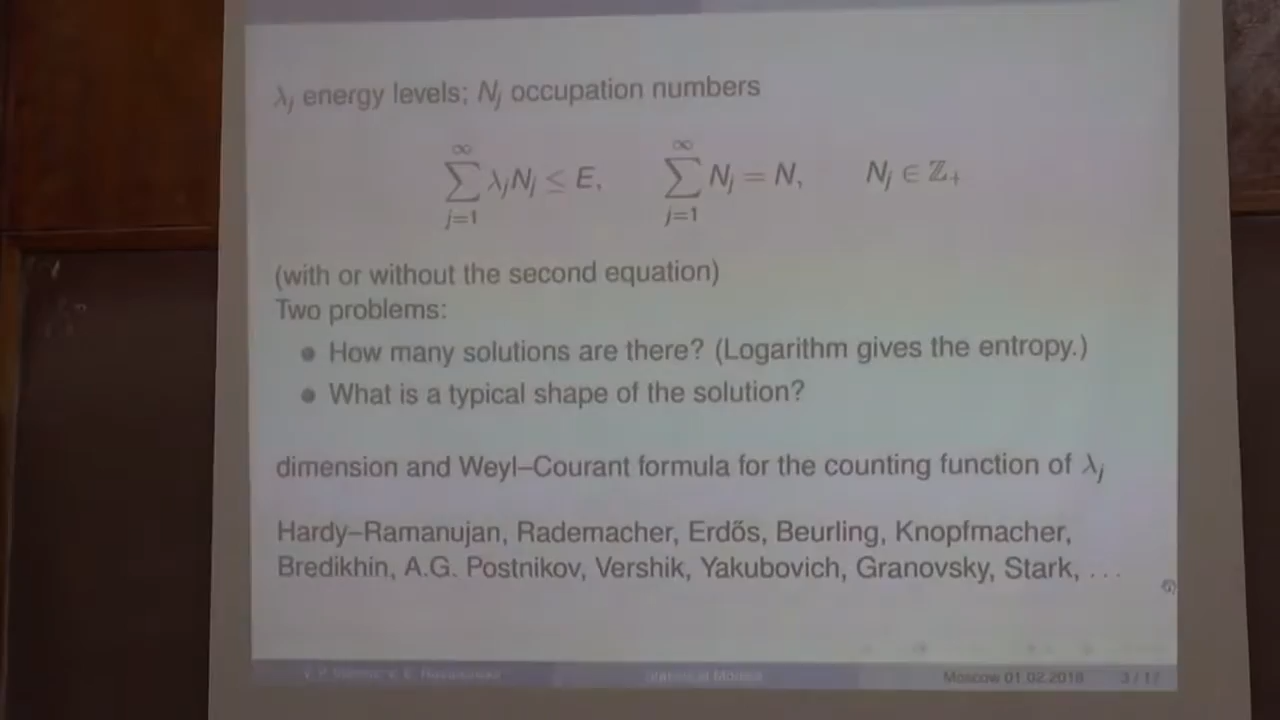 λ_j energy levels; N_j occupation numbers
∑_{j=1}^{∞} λ_j N_j ≤ E, ∑_{j=1}^{∞} N_j = N, N_j ∈ ℤ_+
(with or without the second equation)
Two problems:
• How many solutions are there? (Logarithm gives the entropy.)
• What is a typical shape of the solution?
dimension and Weyl–Courant formula for the counting function of λ_j
Hardy–Ramanujan, Rademacher, Erdős, Beurling, Knopfmacher,
Bredikhin, A.G. Postnikov, Vershik, Yakubovich, Granovsky, Stark, ...
Moscow 01.02.2018 3 / 17